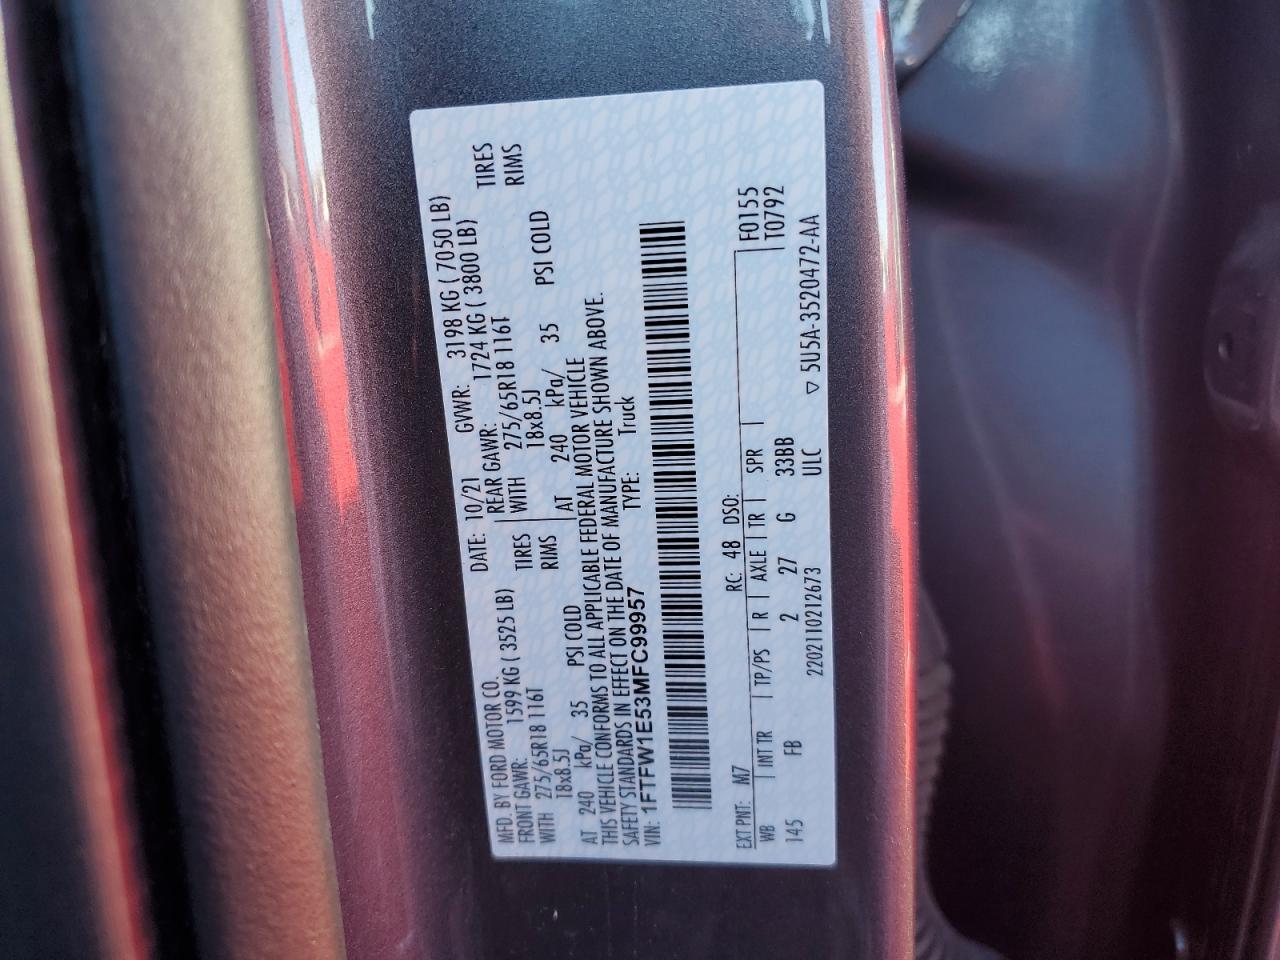 MFD. BY FORD MOTOR CO. DATE: 10/21 GVWR: 3198 KG ( 7050 LB)
FRONT GAWR: 1599 KG ( 3525 LB) REAR GAWR: 1724 KG ( 3800 LB)
WITH 275/65R18 116T TIRES WITH 275/65R18 116T TIRES
18x8.5J RIMS 18x8.5J RIMS
AT 240 kPa/ 35 PSI COLD AT 240 kPa/ 35 PSI COLD
THIS VEHICLE CONFORMS TO ALL APPLICABLE FEDERAL MOTOR VEHICLE
SAFETY STANDARDS IN EFFECT ON THE DATE OF MANUFACTURE SHOWN ABOVE.
VIN: 1FTFW1E53MFC99957 TYPE: Truck
EXT PNT: M7 RC: 48 DSO: F0155
WB INT TR TP/PS R AXLE TR SPR T0792
145 FB 2 27 G 33BB
2202110212673 ULC ▽ 5U5A-3520472-AA